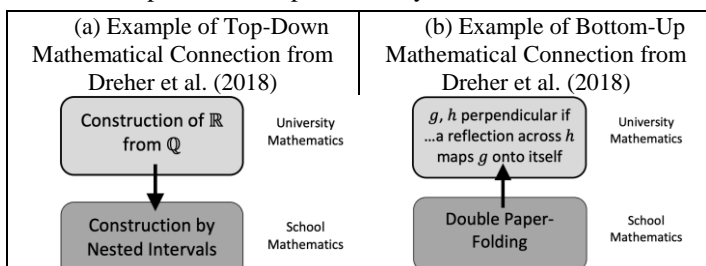 (a) Example of Top-Down
Mathematical Connection from
Dreher et al. (2018)
(b) Example of Bottom-Up
Mathematical Connection from
Dreher et al. (2018)
Construction of ℝ
from ℚ
University
Mathematics
Construction by
Nested Intervals
School
Mathematics
g, h perpendicular if
…a reflection across h
maps g onto itself
University
Mathematics
Double Paper-
Folding
School
Mathematics